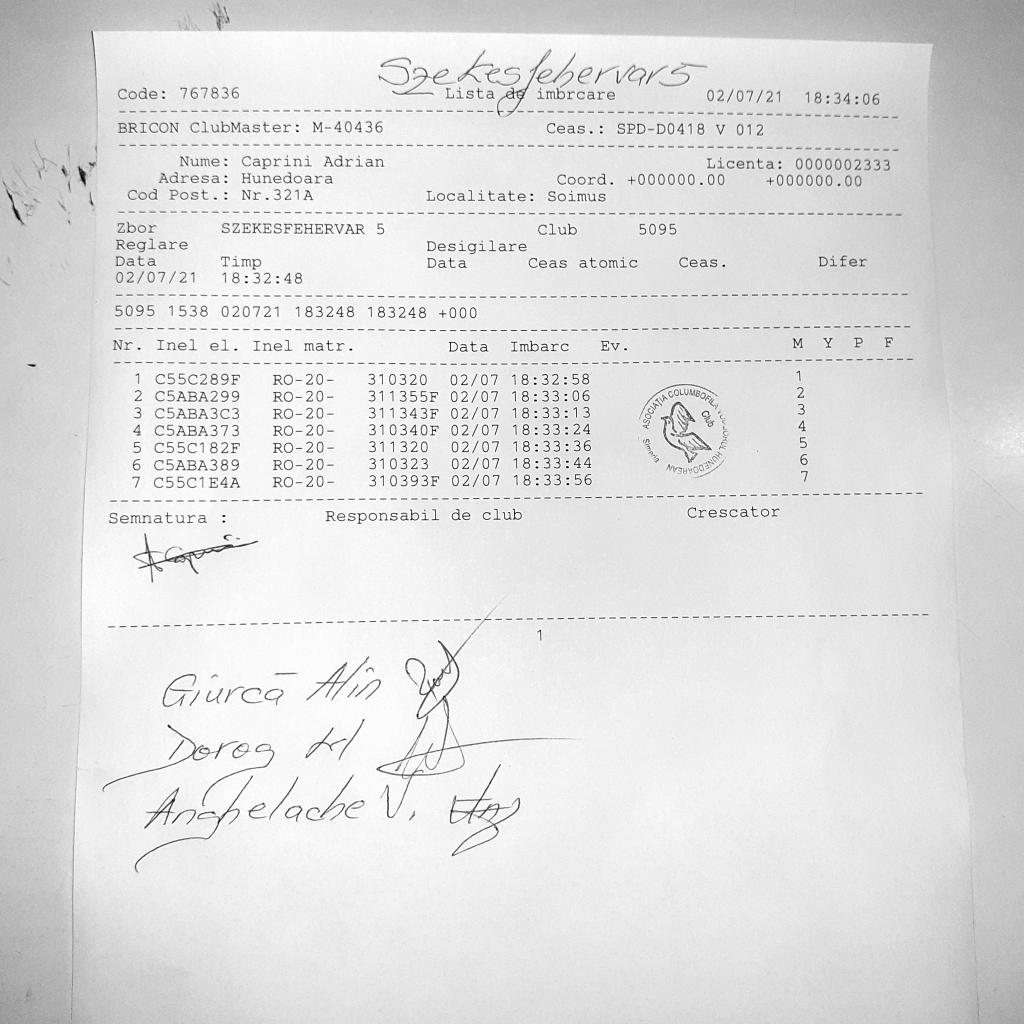 Szekesfehervar 5
Code: 767836 Lista de imbrcare 02/07/21 18:34:06
BRICON ClubMaster: M-40436 Ceas.: SPD-D0418 V 012
Nume: Caprini Adrian Licenta: 0000002333
Adresa: Hunedoara Coord. +000000.00 +000000.00
Cod Post.: Nr.321A Localitate: Soimus
Zbor SZEKESFEHERVAR 5 Club 5095
Reglare Desigilare
Data Timp Data Ceas atomic Ceas. Difer
02/07/21 18:32:48
5095 1538 020721 183248 183248 +000
Nr. Inel el. Inel matr. Data Imbarc Ev. M Y P F
1 C55C289F RO-20- 310320 02/07 18:32:58 1
2 C5ABA299 RO-20- 311355F 02/07 18:33:06 2
3 C5ABA3C3 RO-20- 311343F 02/07 18:33:13 3
4 C5ABA373 RO-20- 310340F 02/07 18:33:24 4
5 C55C182F RO-20- 311320 02/07 18:33:36 5
6 C5ABA389 RO-20- 310323 02/07 18:33:44 6
7 C55C1E4A RO-20- 310393F 02/07 18:33:56 7
ASOCIATIA COLUMBOFILA HUNEDOAREAN
Club
Simeria
Semnatura : Responsabil de club Crescator
1
Giurcă Alin
Dorog
Anghelache V.